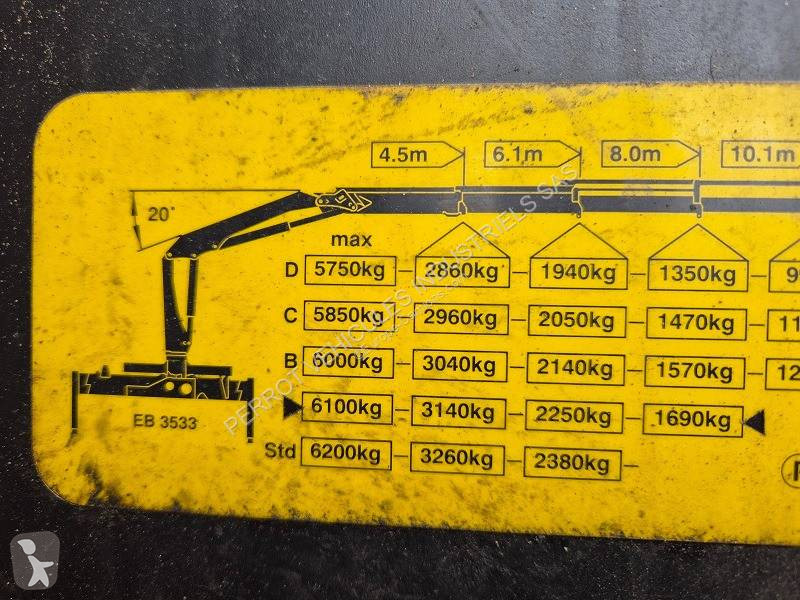 4.5m 6.1m 8.0m 10.1m
20°
max
D 5750kg 2860kg 1940kg 1350kg
C 5850kg 2960kg 2050kg 1470kg
B 6000kg 3040kg 2140kg 1570kg
6100kg 3140kg 2250kg 1690kg
EB 3533
Std 6200kg 3260kg 2380kg
PERROT VEHICULES INDUSTRIELS SAS